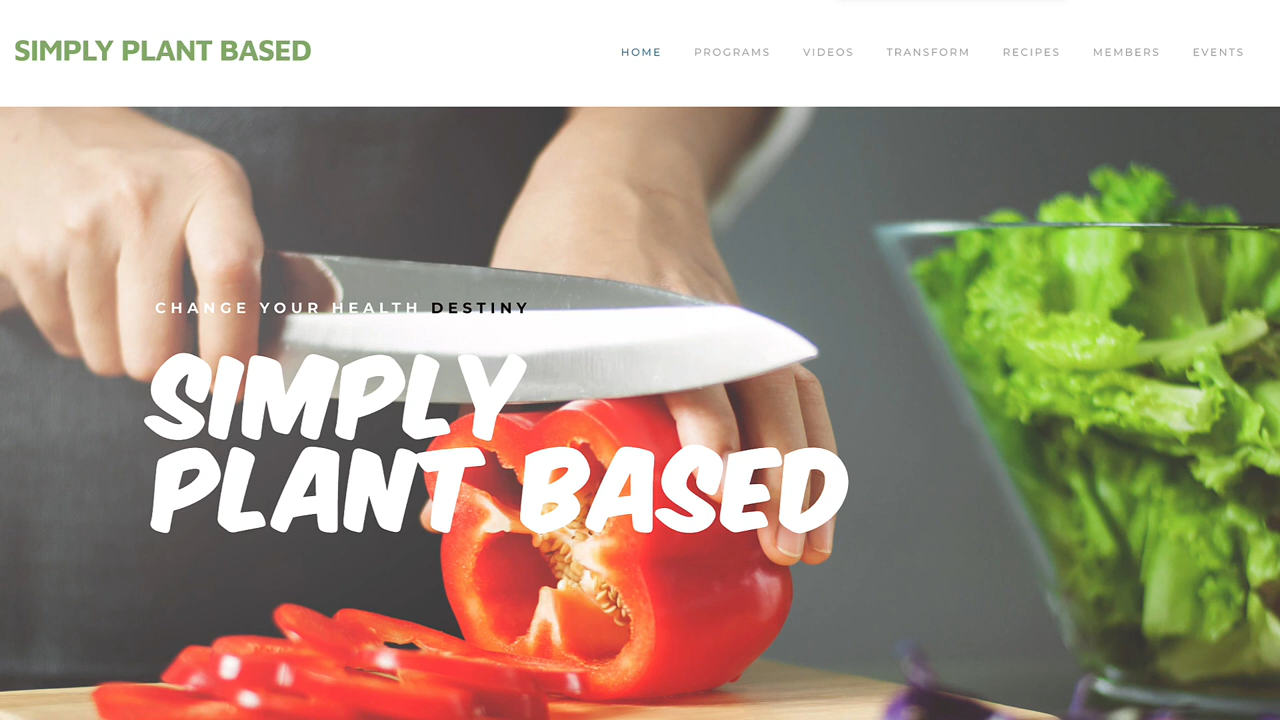 SIMPLY PLANT BASED
HOME PROGRAMS VIDEOS TRANSFORM RECIPES MEMBERS EVENTS
CHANGE YOUR HEALTH DESTINY
SIMPLY
PLANT BASED